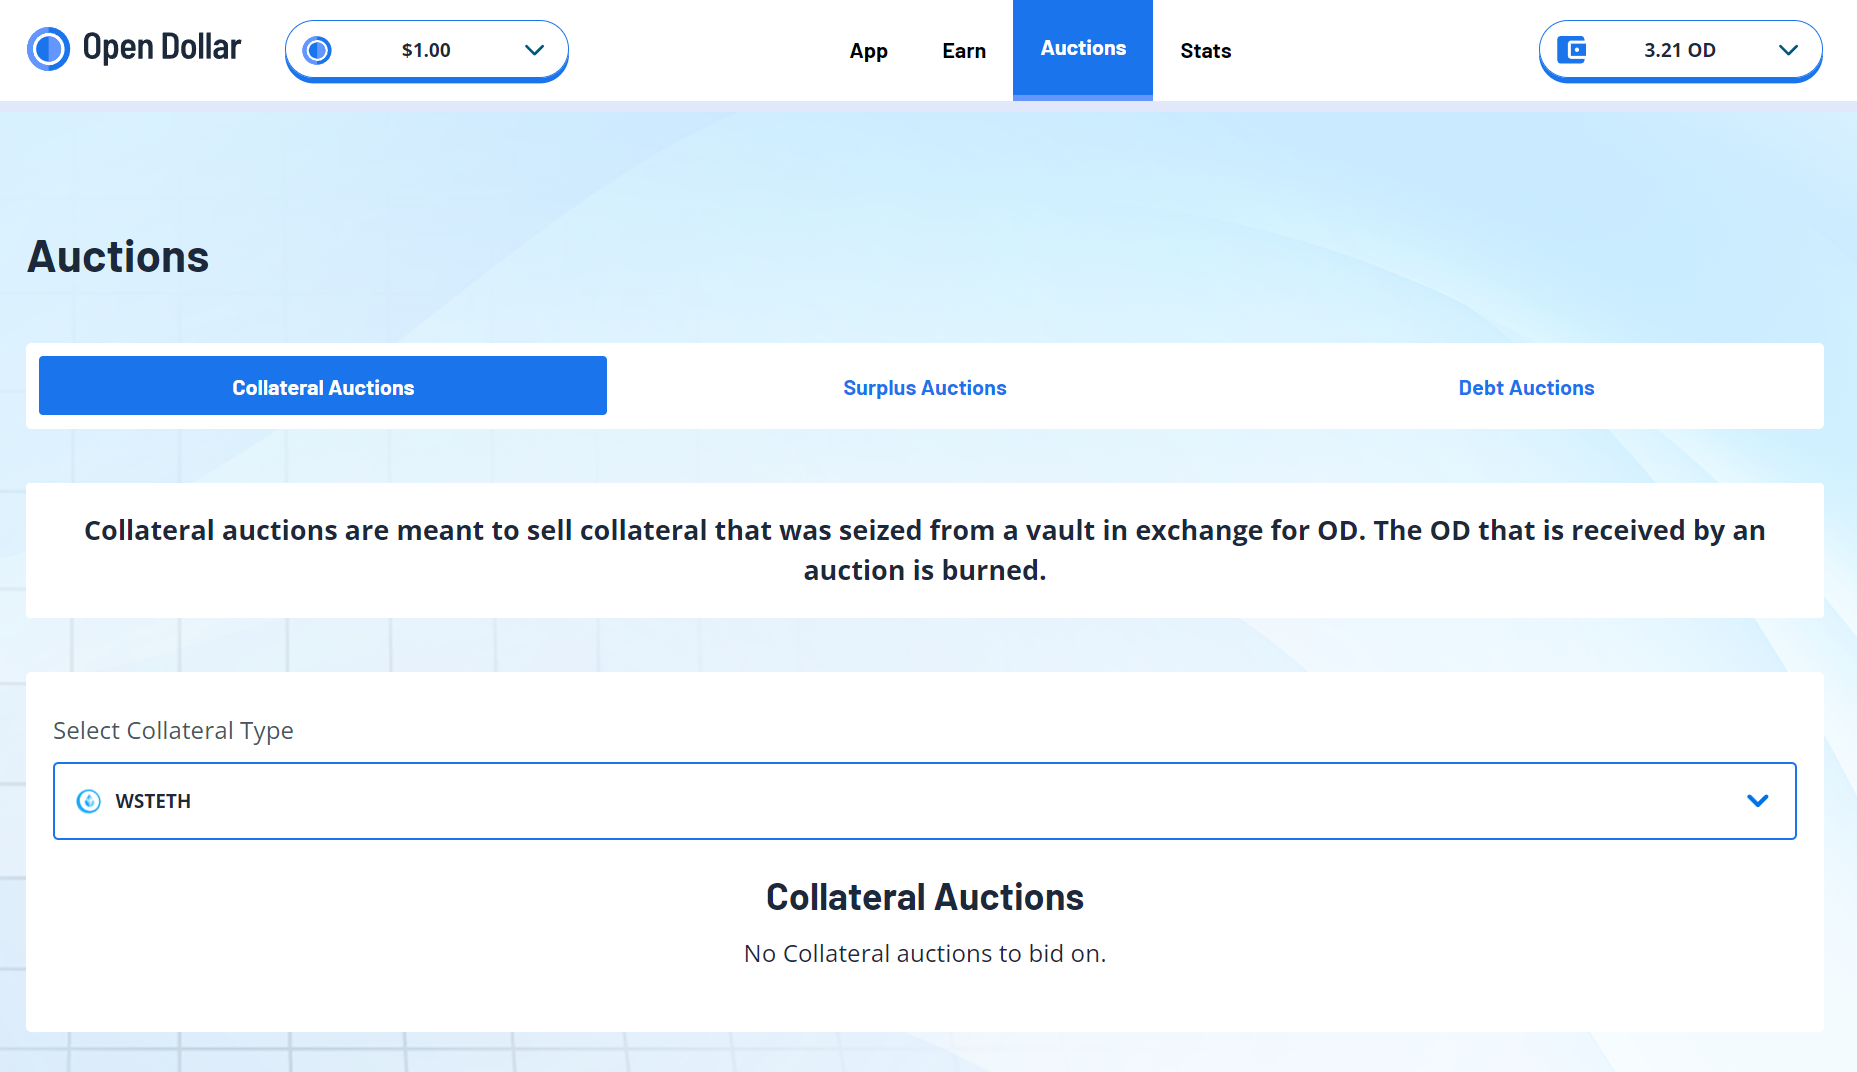 Open Dollar
$1.00
App
Earn
Auctions
Stats
3.21 OD
Auctions
Collateral Auctions
Surplus Auctions
Debt Auctions
Collateral auctions are meant to sell collateral that was seized from a vault in exchange for OD. The OD that is received by an
auction is burned.
Select Collateral Type
WSTETH
Collateral Auctions
No Collateral auctions to bid on.